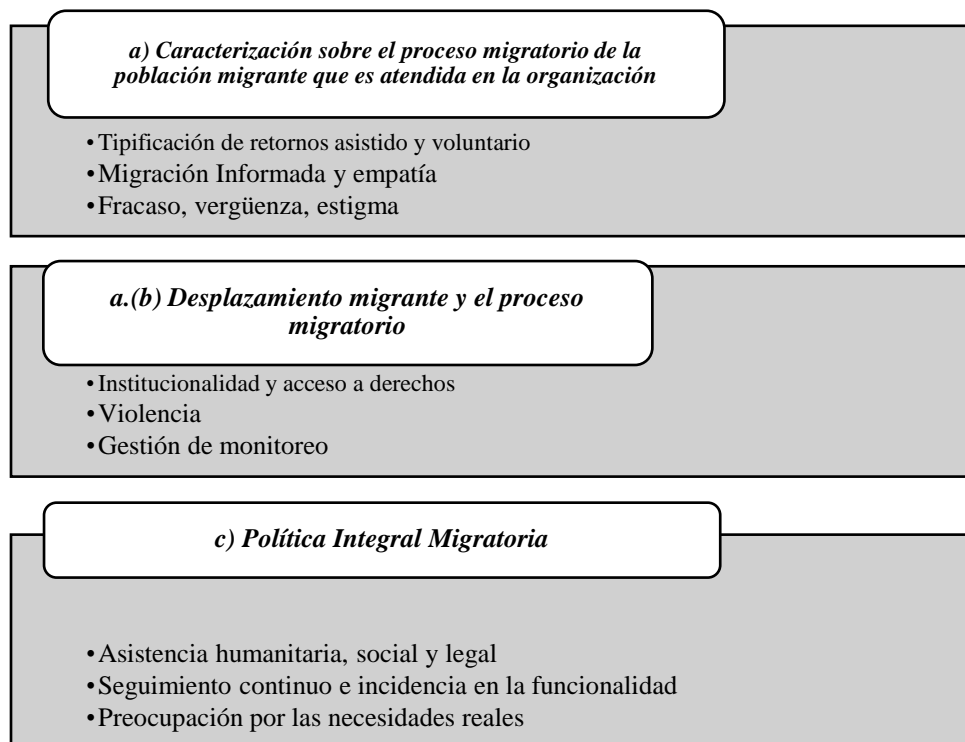 a) Caracterización sobre el proceso migratorio de la
población migrante que es atendida en la organización
•Tipificación de retornos asistido y voluntario
•Migración Informada y empatía
•Fracaso, vergüenza, estigma
a.(b) Desplazamiento migrante y el proceso
migratorio
•Institucionalidad y acceso a derechos
•Violencia
•Gestión de monitoreo
c) Política Integral Migratoria
•Asistencia humanitaria, social y legal
•Seguimiento continuo e incidencia en la funcionalidad
•Preocupación por las necesidades reales